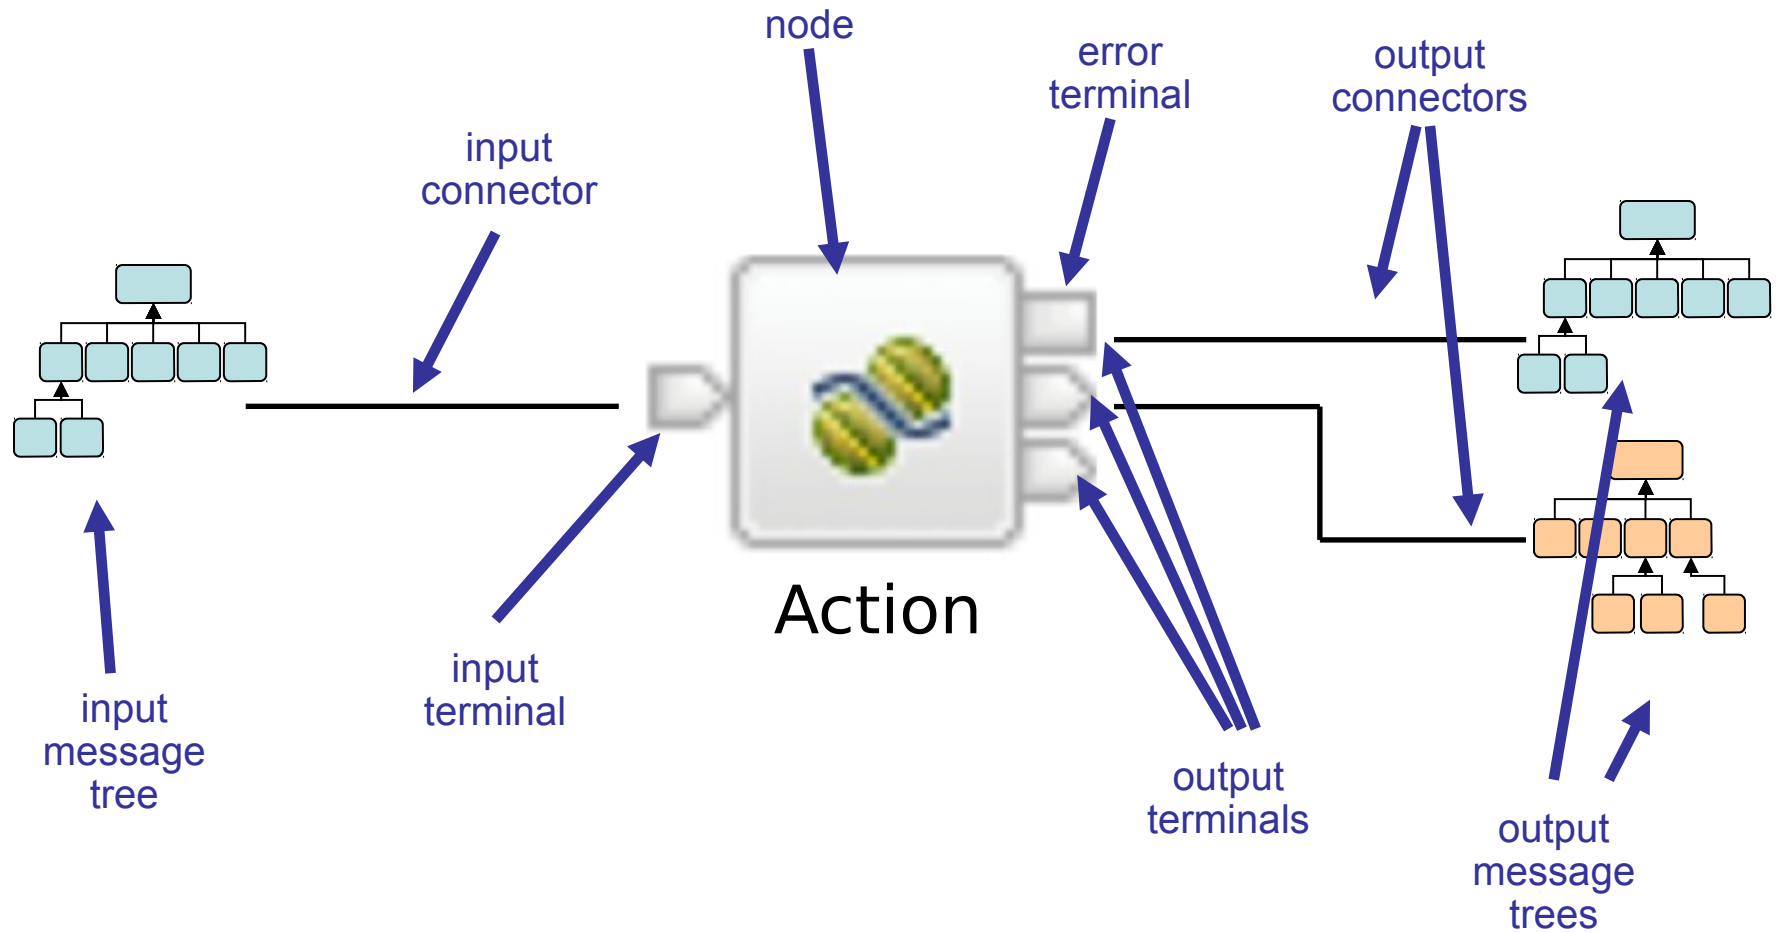 node
error
terminal
output
connectors
input
connector
Action
input
terminal
input
message
tree
output
terminals
output
message
trees